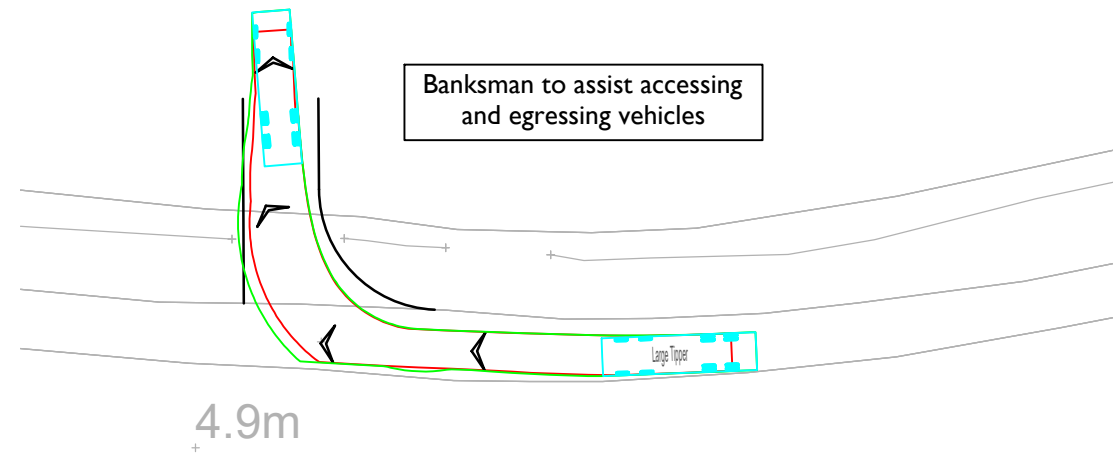 Banksman to assist accessing
and egressing vehicles
Large Tipper
4.9m